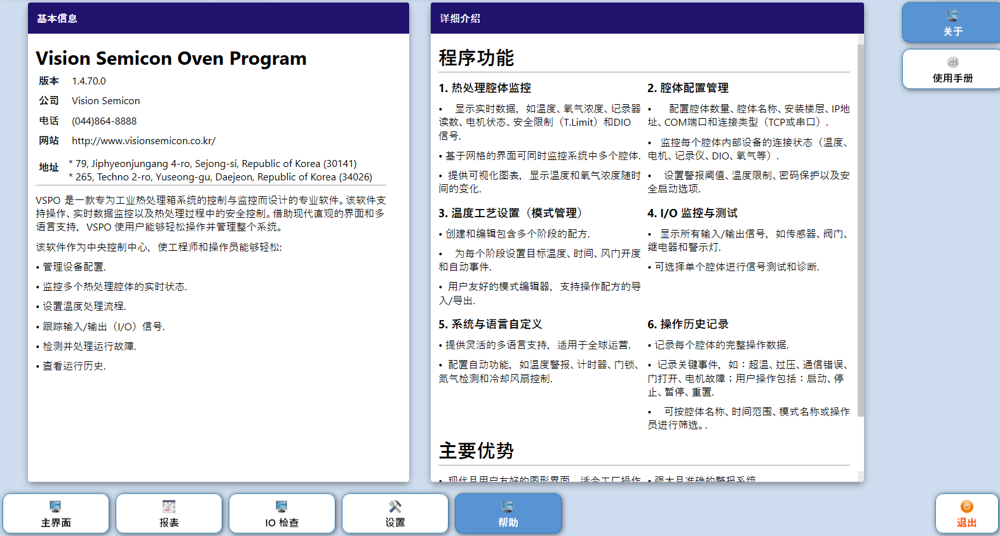 基本信息
Vision Semicon Oven Program
版本 1.4.70.0
公司 Vision Semicon
电话 (044)864-8888
网站 http://www.visionsemicon.co.kr/
地址 * 79, Jiphyeonjungang 4-ro, Sejong-si, Republic of Korea (30141)
* 265, Techno 2-ro, Yuseong-gu, Daejeon, Republic of Korea (34026)
VSPO 是一款专为工业热处理箱系统的控制与监控而设计的专业软件。该软件支
持操作、实时数据监控以及热处理过程中的安全控制。借助现代直观的界面和多
语言支持，VSPO 使用户能够轻松操作并管理整个系统。
该软件作为中央控制中心，使工程师和操作员能够轻松:
• 管理设备配置.
• 监控多个热处理腔体的实时状态.
• 设置温度处理流程.
• 跟踪输入/输出（I/O）信号.
• 检测并处理运行故障.
• 查看运行历史.
详细介绍
程序功能
1. 热处理腔体监控
• 显示实时数据，如温度、氧气浓度、记录器
读数、电机状态、安全限制（T.Limit）和DIO
信号.
• 基于网格的界面可同时监控系统中多个腔体.
• 提供可视化图表，显示温度和氧气浓度随时
间的变化.
2. 腔体配置管理
• 配置腔体数量、腔体名称、安装楼层、IP地
址、COM端口和连接类型（TCP或串口）.
• 监控每个腔体内部设备的连接状态（温度、
电机、记录仪、DIO、氧气等）.
• 设置警报阈值、温度限制、密码保护以及安
全启动选项.
3. 温度工艺设置（模式管理）
• 创建和编辑包含多个阶段的配方.
• 为每个阶段设置目标温度、时间、风门开度
和自动事件.
• 用户友好的模式编辑器，支持操作配方的导
入/导出.
4. I/O 监控与测试
• 显示所有输入/输出信号，如传感器、阀门、
继电器和警示灯.
• 可选择单个腔体进行信号测试和诊断.
5. 系统与语言自定义
• 提供灵活的多语言支持，适用于全球运营.
• 配置自动功能，如温度警报、计时器、门锁、
氮气检测和冷却风扇控制.
6. 操作历史记录
• 记录每个腔体的完整操作数据.
• 记录关键事件，如：超温、过压、通信错误、
门打开、电机故障；用户操作包括：启动、停
止、暂停、重置.
• 可按腔体名称、时间范围、模式名称或操作
员进行筛选。.
主要优势
• 现代且用户友好的图形界面，适合工厂操作
• 强大且准确的警报系统
关于
使用手册
主界面
报表
IO 检查
设置
帮助
退出